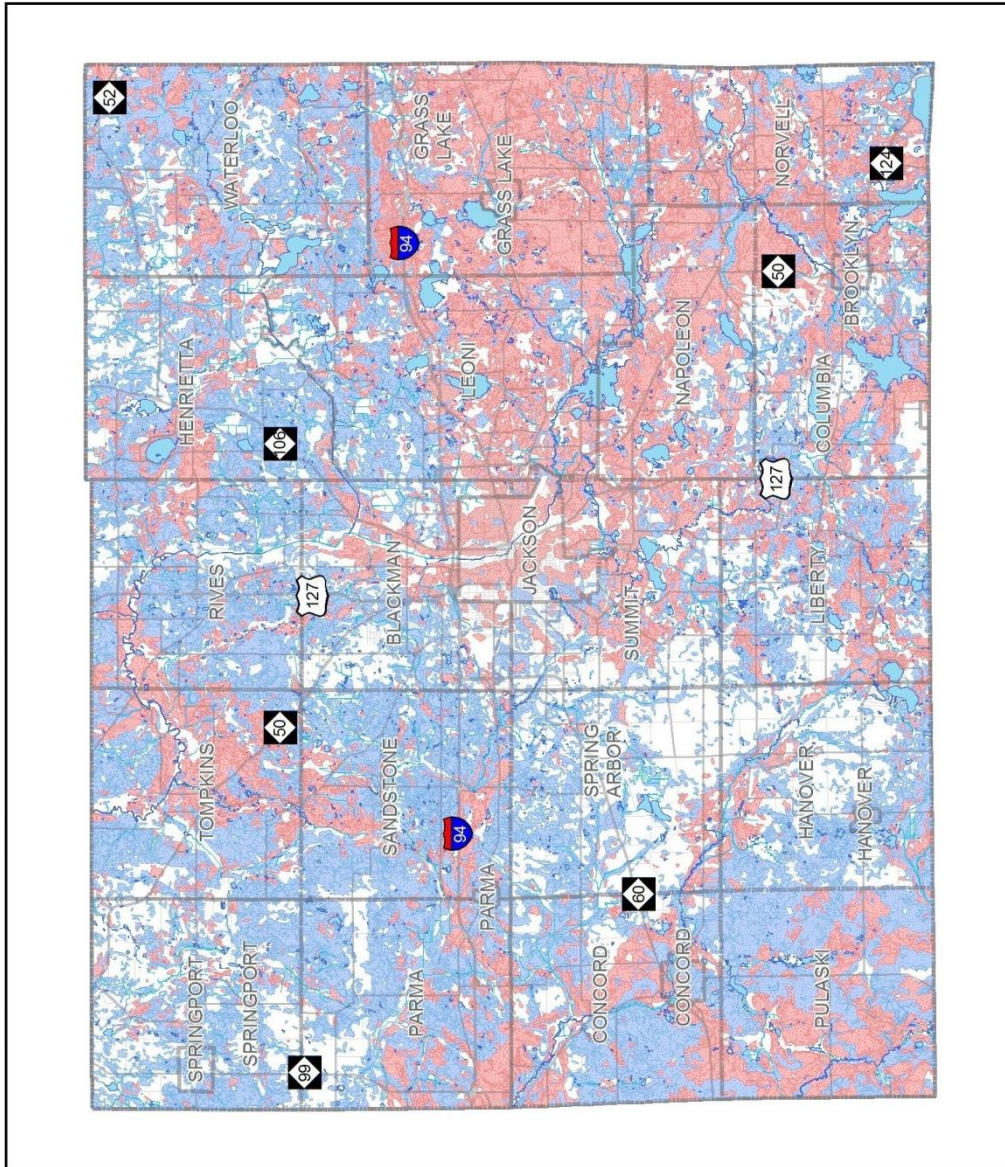 52
SPRINGPORT
TOMPKINS
RIVES
HENRIETTA
WATERLOO
SPRINGPORT
99
50
127
106
PARMA
SANDSTONE
BLACKMAN
94
GRASS
LAKE
94
LEONI
PARMA
GRASS LAKE
JACKSON
CONCORD
SPRING
ARBOR
SUMMIT
60
CONCORD
NAPOLEON
127
50
NORVELL
PULASKI
HANOVER
LIBERTY
COLUMBIA
BROOKLYN
HANOVER
124